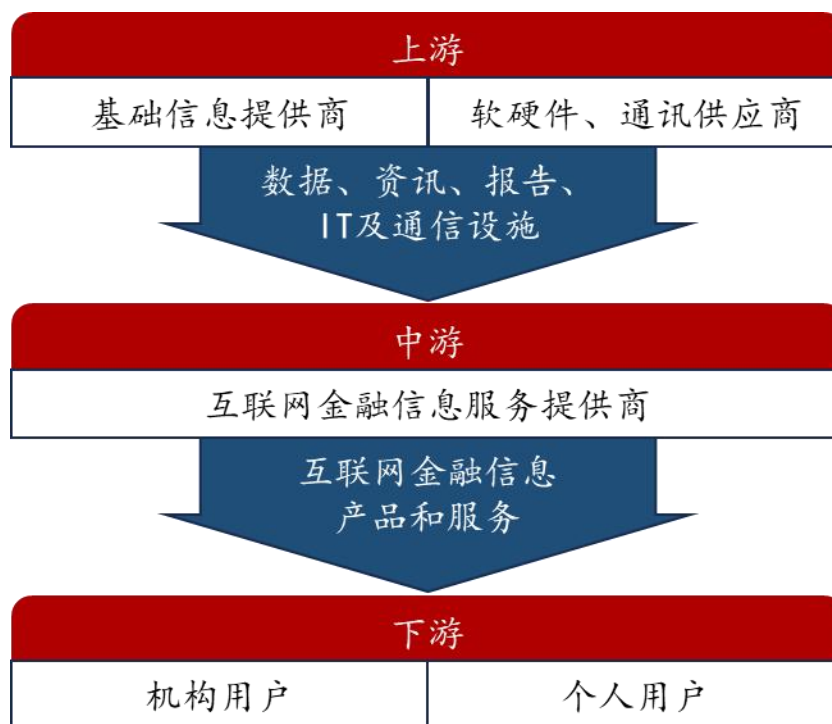 上游
基础信息提供商
软硬件、通讯供应商
数据、资讯、报告、
IT及通信设施
中游
互联网金融信息服务提供商
互联网金融信息
产品和服务
下游
机构用户
个人用户